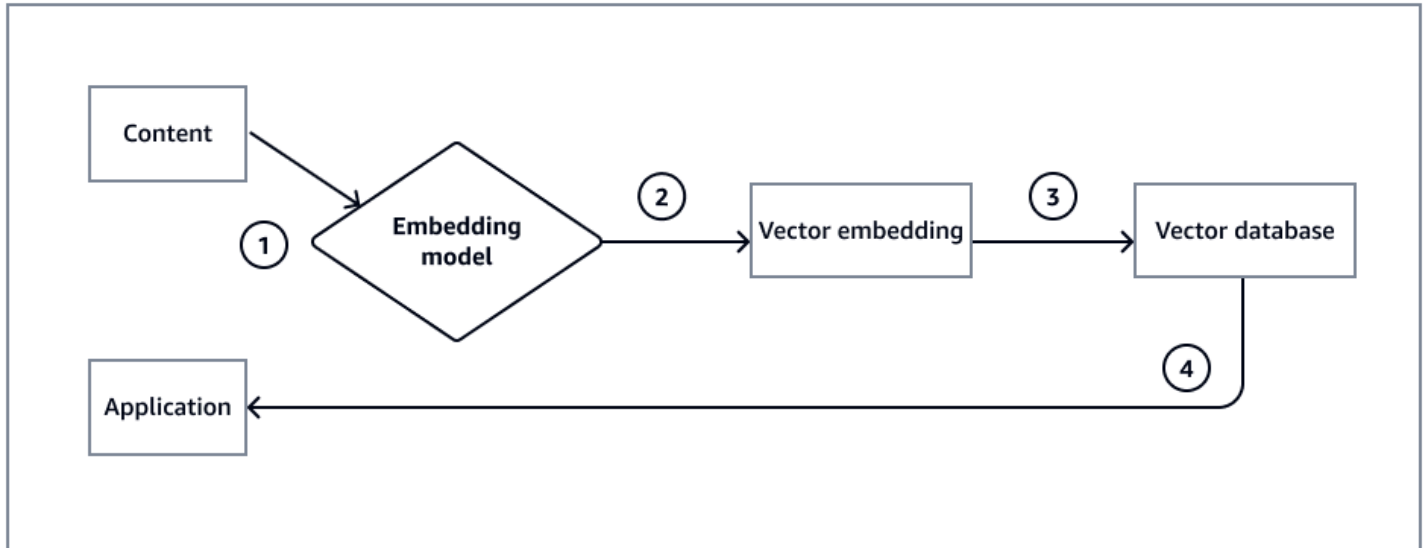 Content
1
Embedding
model
2
Vector embedding
3
Vector database
4
Application